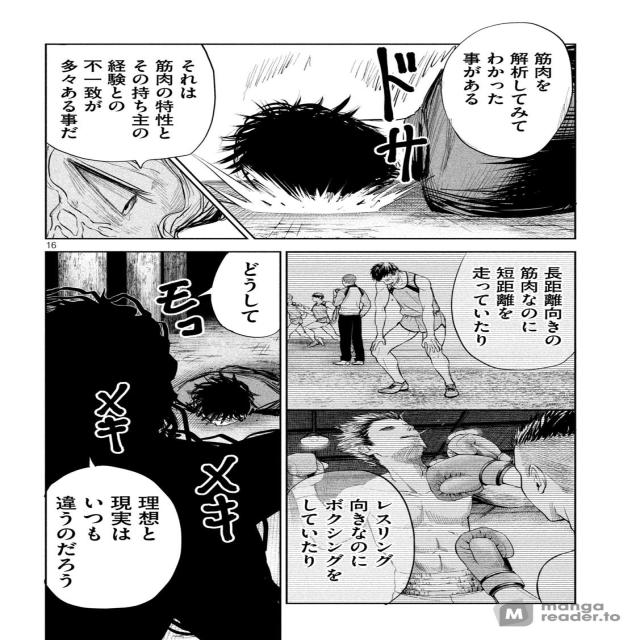 筋肉を
解析してみて
わかった
事がある
ドサ
それは
筋肉の特性と
その持ち主の
経験との
不一致が
多々ある事だ
16
長距離向きの
筋肉なのに
短距離を
走っていたり
レスリング
向きなのに
ボクシングを
していたり
どうして
モコ
メキ
メキ
理想と
現実は
いつも
違うのだろう
M manga
reader.to